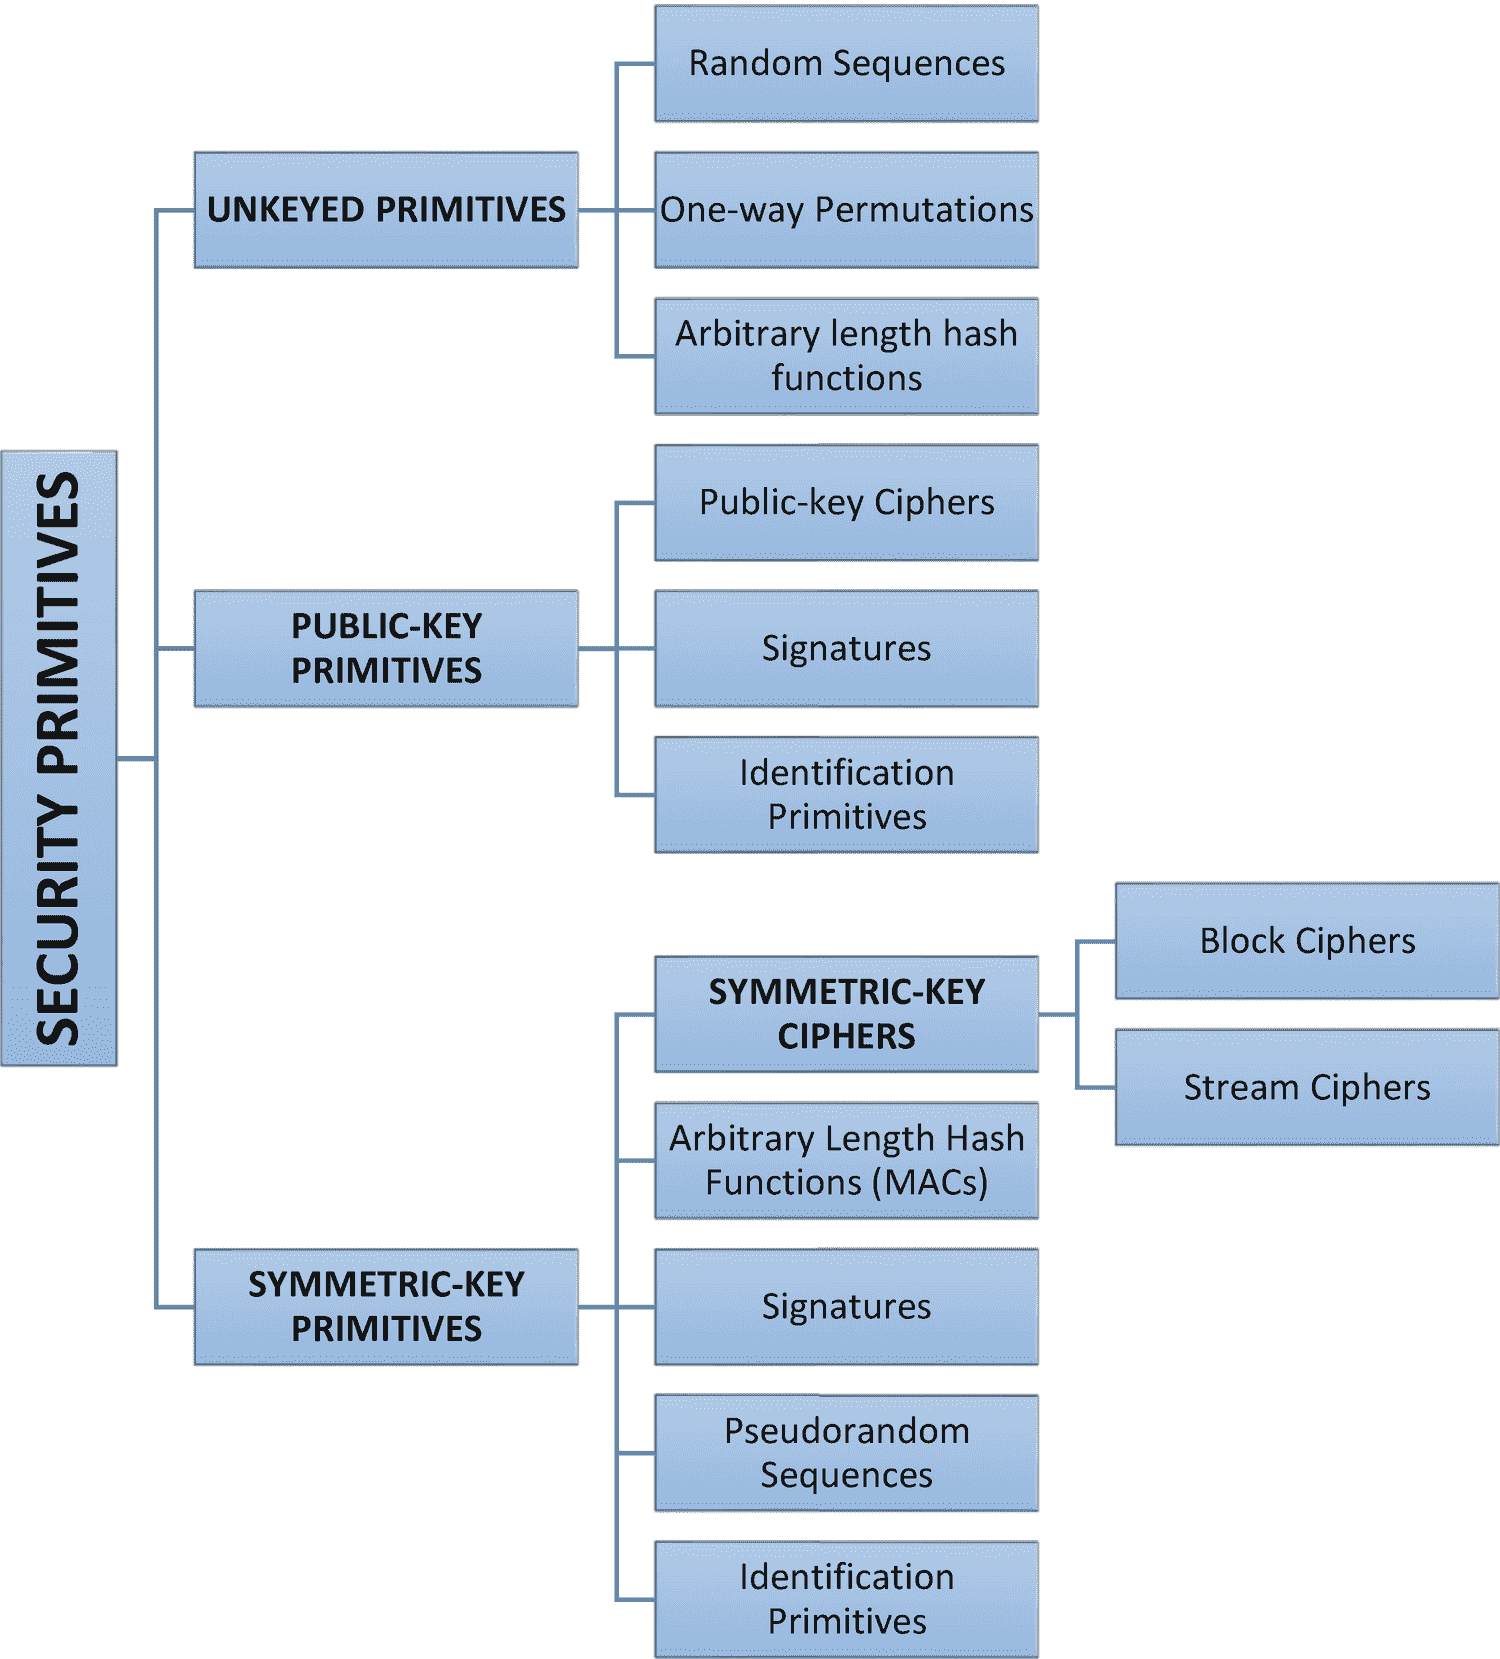 SECURITY PRIMITIVES
UNKEYED PRIMITIVES
Random Sequences
One-way Permutations
Arbitrary length hash
functions
PUBLIC-KEY
PRIMITIVES
Public-key Ciphers
Signatures
Identification
Primitives
SYMMETRIC-KEY
PRIMITIVES
SYMMETRIC-KEY
CIPHERS
Block Ciphers
Stream Ciphers
Arbitrary Length Hash
Functions (MACs)
Signatures
Pseudorandom
Sequences
Identification
Primitives